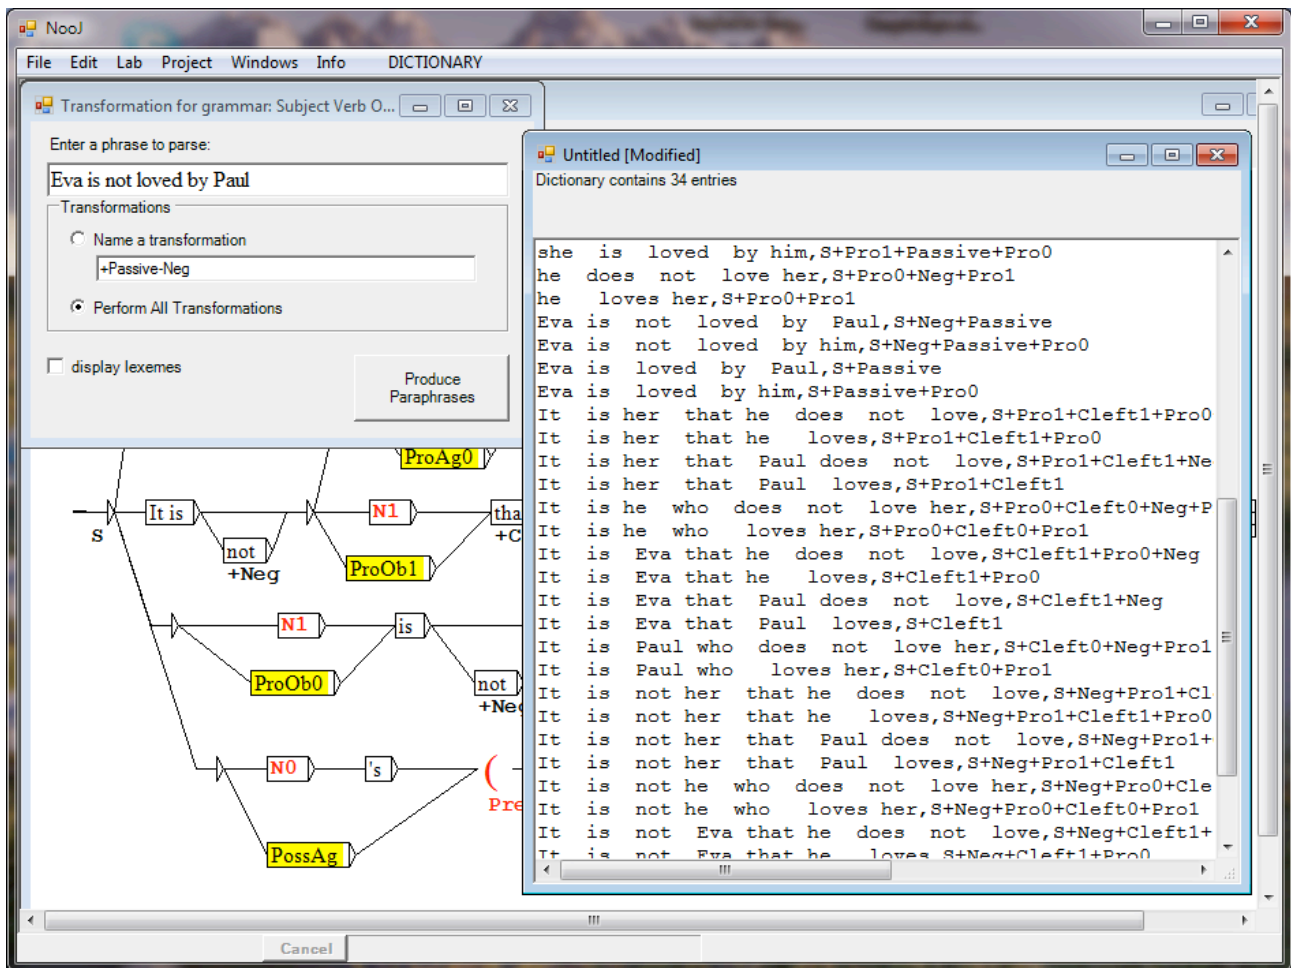 NooJ
File Edit Lab Project Windows Info DICTIONARY
Transformation for grammar: Subject Verb O...
Enter a phrase to parse:
Eva is not loved by Paul
Transformations
Name a transformation
+Passive-Neg
Perform All Transformations
display lexemes
Produce
Paraphrases
Untitled [Modified]
Dictionary contains 34 entries
she is loved by him,S+Pro1+Passive+Pro0
he does not love her,S+Pro0+Neg+Pro1
he loves her,S+Pro0+Pro1
Eva is not loved by Paul,S+Neg+Passive
Eva is not loved by him,S+Neg+Passive+Pro0
Eva is loved by Paul,S+Passive
Eva is loved by him,S+Passive+Pro0
It is her that he does not love,S+Pro1+Cleft1+Pro0
It is her that he loves,S+Pro1+Cleft1+Pro0
It is her that Paul does not love,S+Pro1+Cleft1+Ne
It is her that Paul loves,S+Pro1+Cleft1
It is he who does not love her,S+Pro0+Cleft0+Neg+P
It is he who loves her,S+Pro0+Cleft0+Pro1
It is Eva that he does not love,S+Cleft1+Pro0+Neg
It is Eva that he loves,S+Cleft1+Pro0
It is Eva that Paul does not love,S+Cleft1+Neg
It is Eva that Paul loves,S+Cleft1
It is Paul who does not love her,S+Cleft0+Neg+Pro1
It is Paul who loves her,S+Cleft0+Pro1
It is not her that he does not love,S+Neg+Pro1+Cl
It is not her that he loves,S+Neg+Pro1+Cleft1+Pro0
It is not her that Paul does not love,S+Neg+Pro1+
It is not her that Paul loves,S+Neg+Pro1+Cleft1
It is not he who does not love her,S+Neg+Pro0+Cle
It is not he who loves her,S+Neg+Pro0+Cleft0+Pro1
It is not Eva that he does not love,S+Neg+Cleft1+
It is not Eva that he loves S+Neg+Cleft1+Pro0
ProAg0
S
It is
not
+Neg
N1
ProOb1
tha
+C
N1
ProOb0
is
not
+Neg
N0
's
PossAg
(
Pre
Cancel